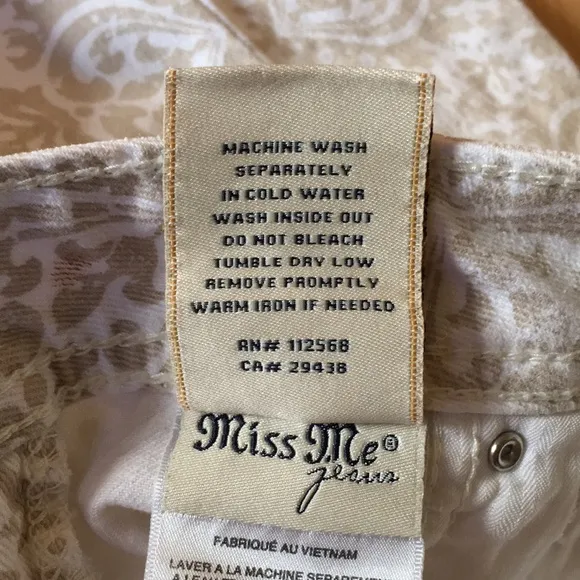 MACHINE WASH
SEPARATELY
IN COLD WATER
WASH INSIDE OUT
DO NOT BLEACH
TUMBLE DRY LOW
REMOVE PROMPTLY
WARM IRON IF NEEDED
RN# 112568
CA# 29438
Miss Me®
jeans
FABRIQUÉ AU VIETNAM
LAVER A LA MACHINE SEPAREMENT
A L'EAU